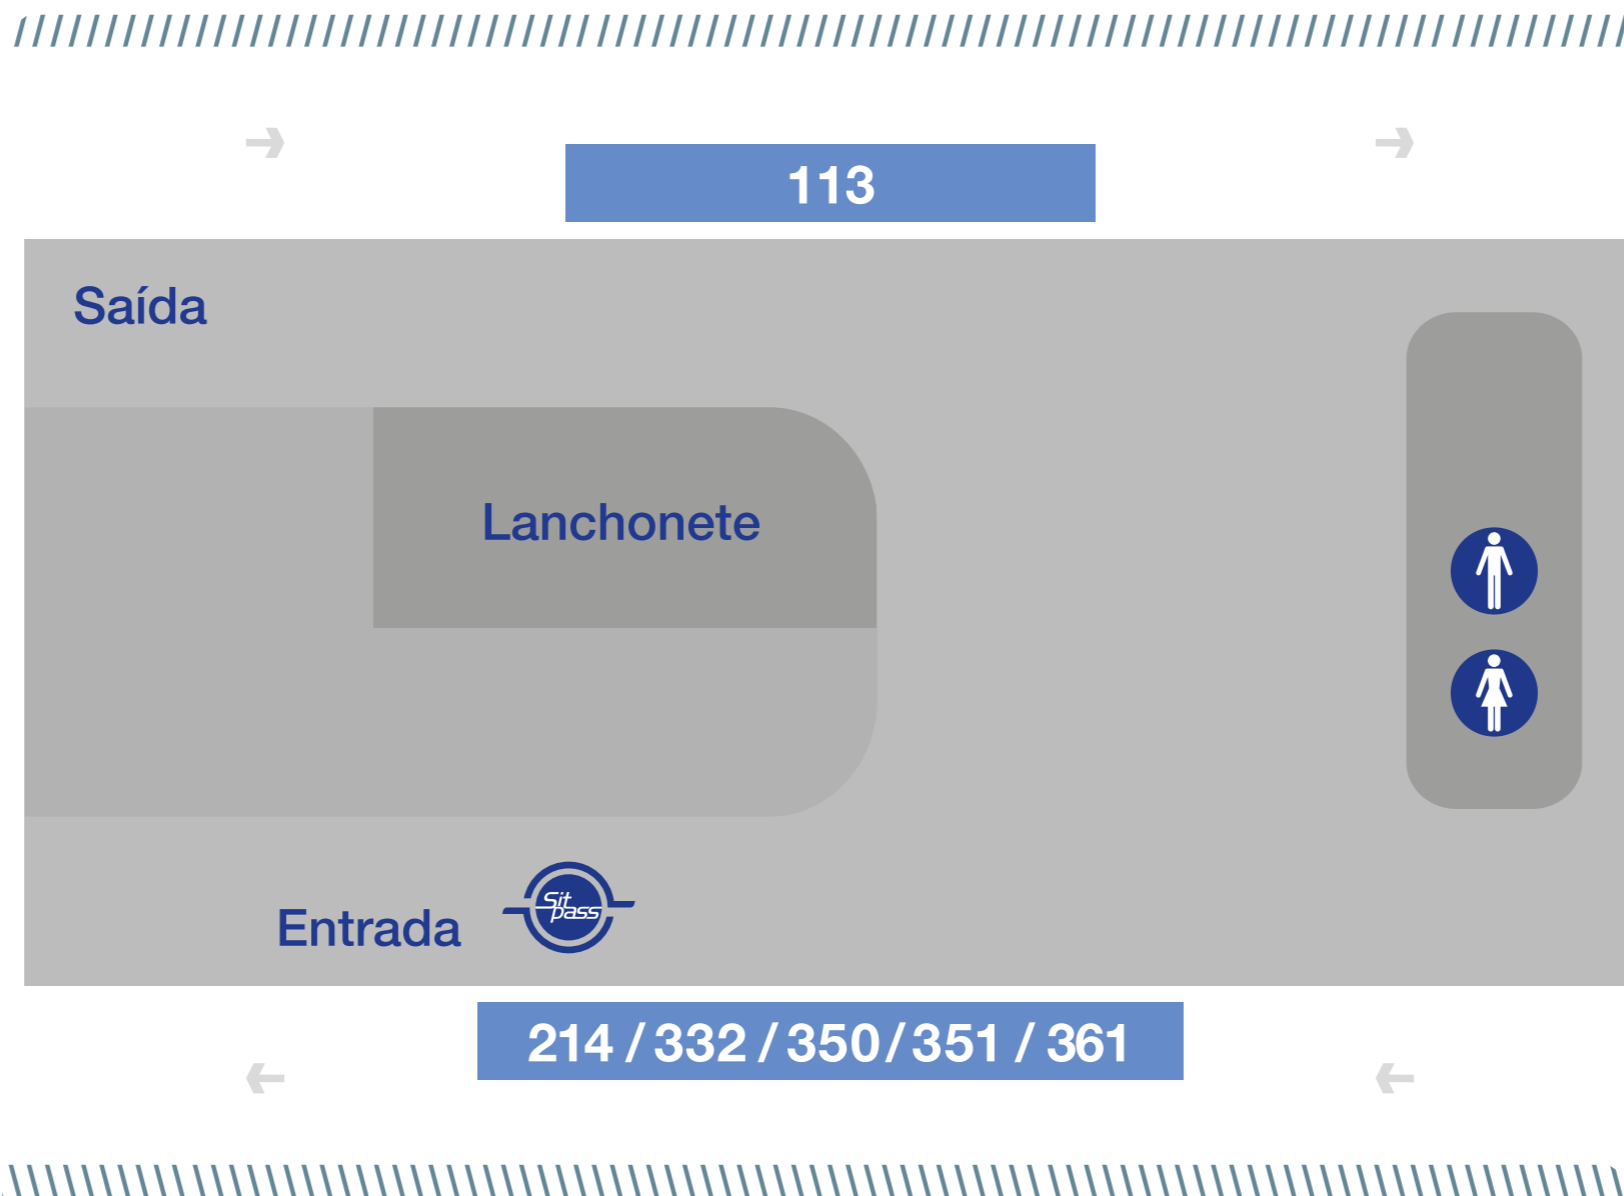 113
Saída
Lanchonete
Entrada
Sit
pass
214 / 332 / 350 / 351 / 361